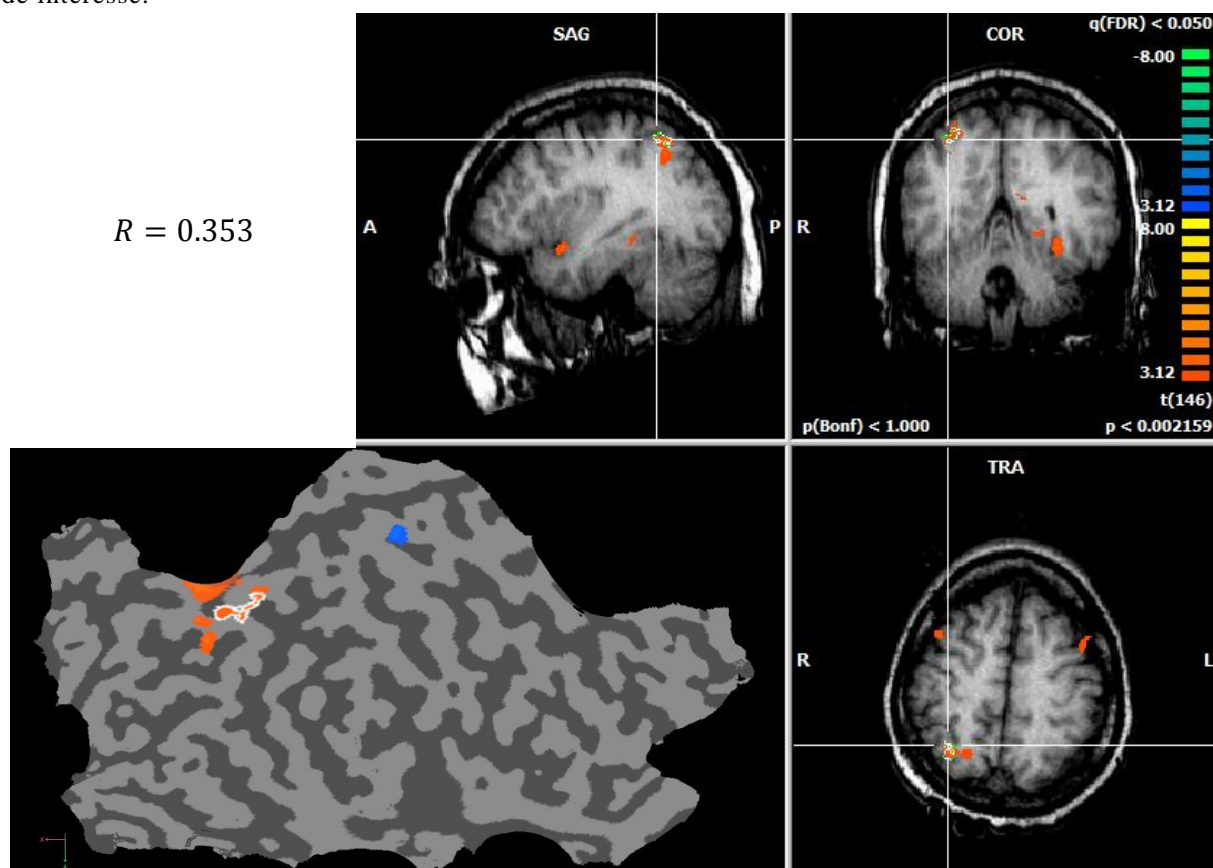 de interesse.
SAG
COR
q(FDR) < 0.050
-8.00
R = 0.353
A
P
R
-3.12
8.00
3.12
t(146)
p(Bonf) < 1.000
p < 0.002159
TRA
R
L